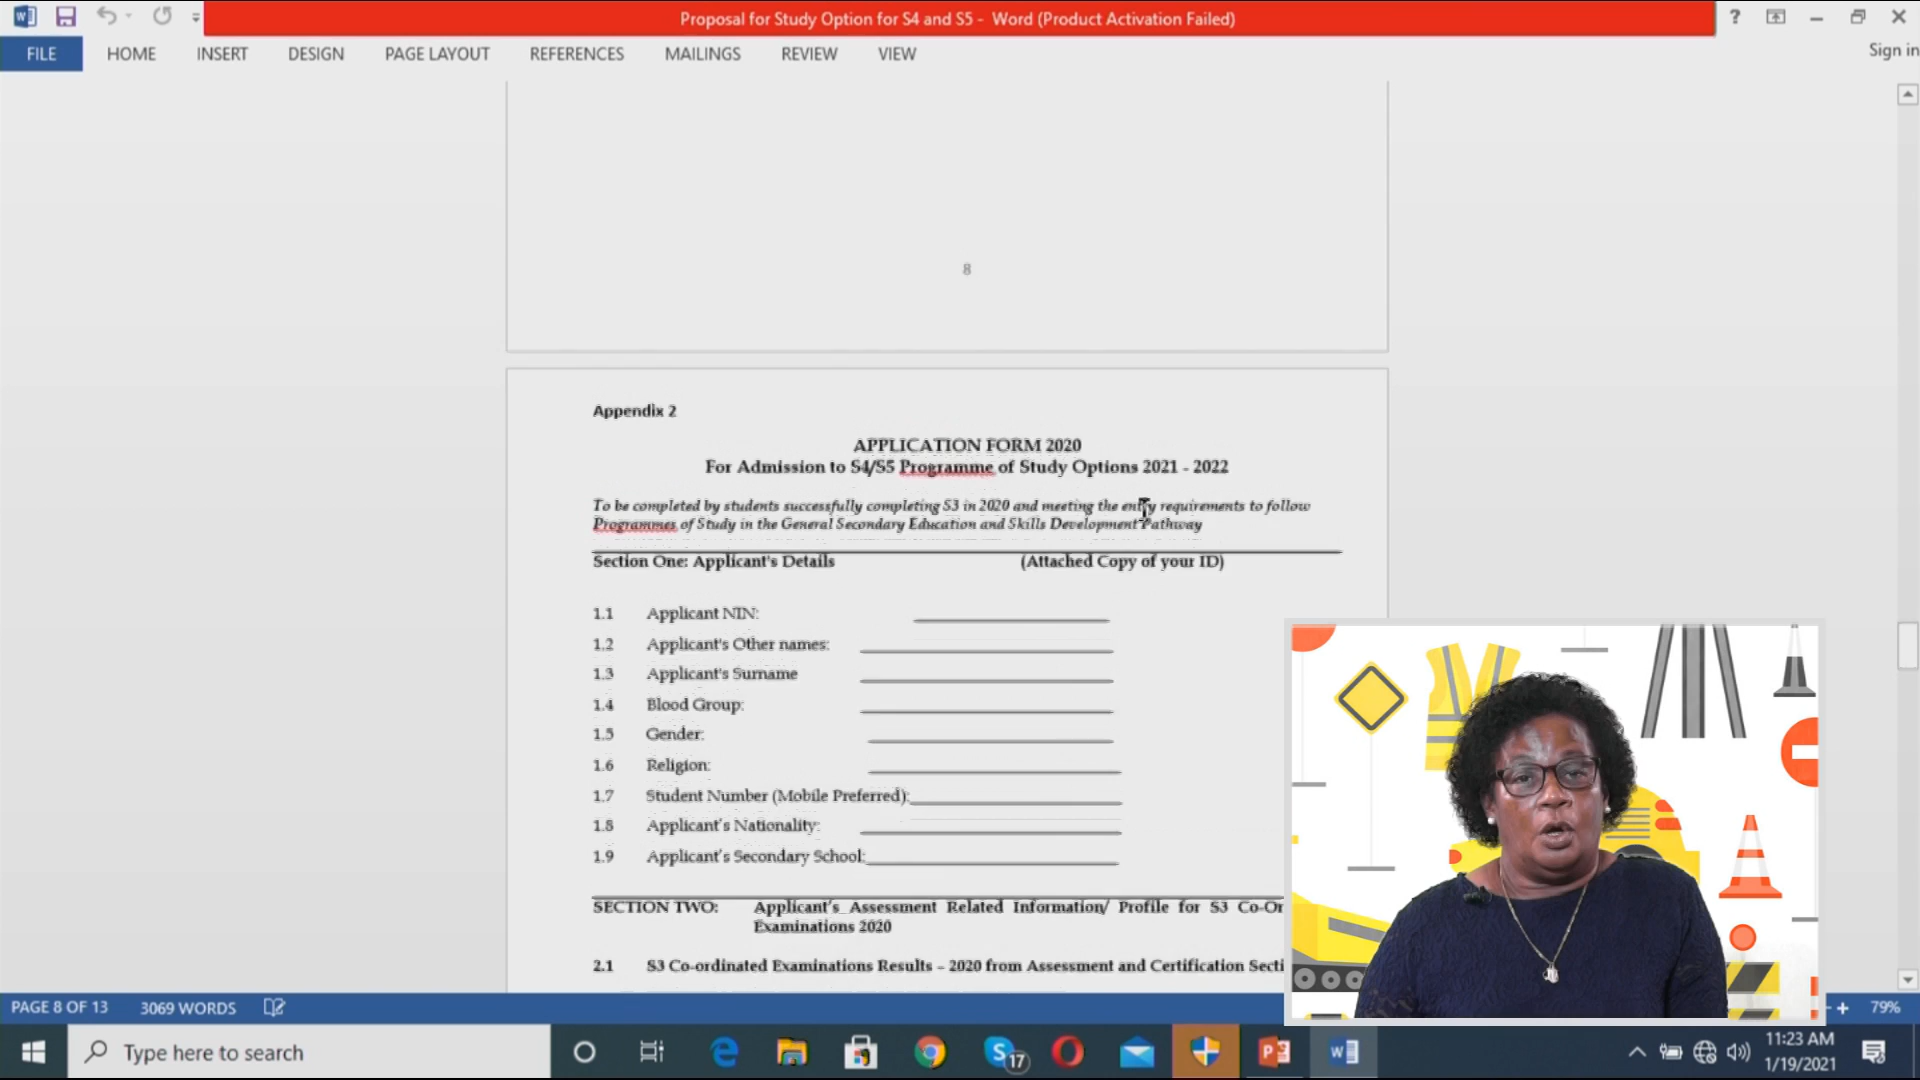 Proposal for Study Option for S4 and S5 - Word (Product Activation Failed)
FILE HOME INSERT DESIGN PAGE LAYOUT REFERENCES MAILINGS REVIEW VIEW Sign in
8
Appendix 2
APPLICATION FORM 2020
For Admission to S4/S5 Programme of Study Options 2021 - 2022
To be completed by students successfully completing S3 in 2020 and meeting the entry requirements to follow
Programmes of Study in the General Secondary Education and Skills Development Pathway
Section One: Applicant's Details (Attached Copy of your ID)
1.1 Applicant NIN:
1.2 Applicant's Other names:
1.3 Applicant's Surname
1.4 Blood Group:
1.5 Gender:
1.6 Religion:
1.7 Student Number (Mobile Preferred):
1.8 Applicant's Nationality:
1.9 Applicant's Secondary School:
SECTION TWO: Applicant's Assessment Related Information/ Profile for S3 Co-Or
Examinations 2020
2.1 S3 Co-ordinated Examinations Results – 2020 from Assessment and Certification Secti
PAGE 8 OF 13 3069 WORDS 79%
Type here to search
17
11:23 AM
1/19/2021